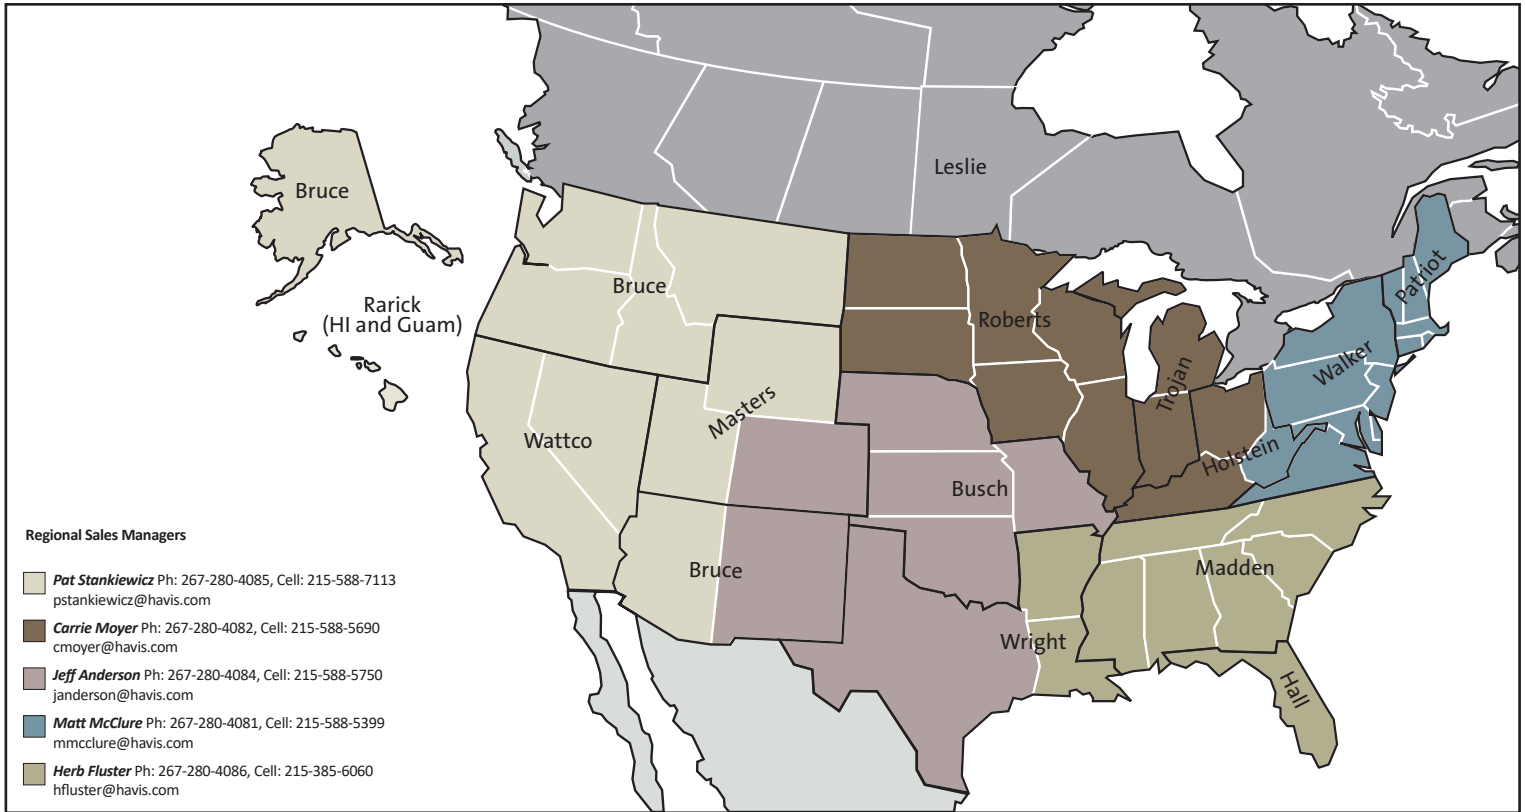 Leslie
Bruce
Patriot
Bruce
Rarick
(HI and Guam)
Roberts
Walker
Trojan
Masters
Wattco
Holstein
Busch
Madden
Bruce
Wright
Hall
Regional Sales Managers
Pat Stankiewicz Ph: 267-280-4085, Cell: 215-588-7113
pstankiewicz@havis.com
Carrie Moyer Ph: 267-280-4082, Cell: 215-588-5690
cmoyer@havis.com
Jeff Anderson Ph: 267-280-4084, Cell: 215-588-5750
janderson@havis.com
Matt McClure Ph: 267-280-4081, Cell: 215-588-5399
mmcclure@havis.com
Herb Fluster Ph: 267-280-4086, Cell: 215-385-6060
hfluster@havis.com